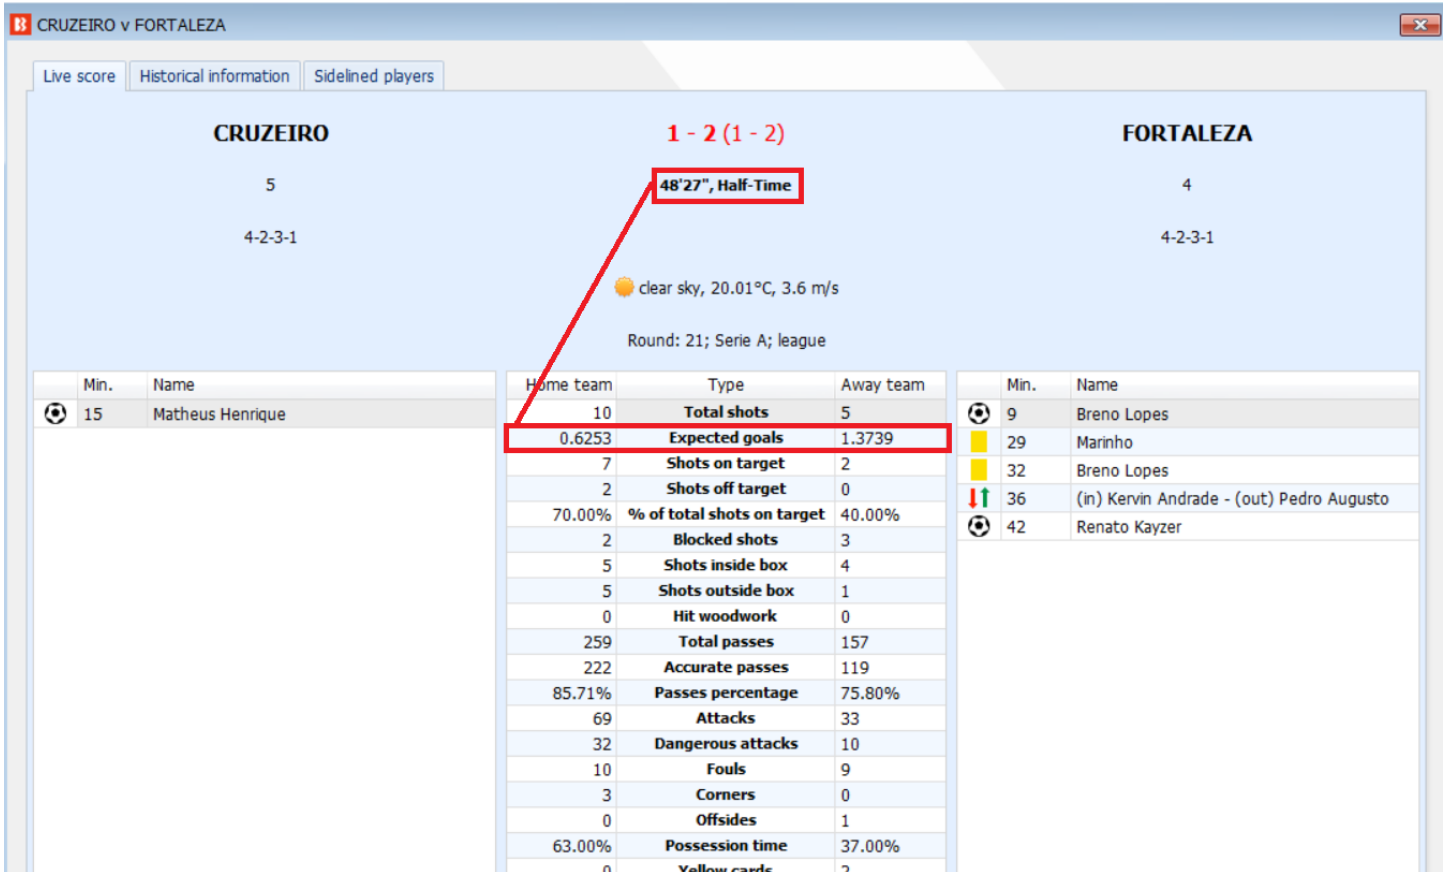 CRUZEIRO v FORTALEZA
Live score Historical information Sidelined players
CRUZEIRO 1 - 2 (1 - 2) FORTALEZA
5 48'27", Half-Time 4
4-2-3-1 4-2-3-1
clear sky, 20.01°C, 3.6 m/s
Round: 21; Serie A; league
Min. Name
15 Matheus Henrique
Home team Type Away team
10 Total shots 5
0.6253 Expected goals 1.3739
7 Shots on target 2
2 Shots off target 0
70.00% % of total shots on target 40.00%
2 Blocked shots 3
5 Shots inside box 4
5 Shots outside box 1
0 Hit woodwork 0
259 Total passes 157
222 Accurate passes 119
85.71% Passes percentage 75.80%
69 Attacks 33
32 Dangerous attacks 10
10 Fouls 9
3 Corners 0
0 Offsides 1
63.00% Possession time 37.00%
0 Yellow cards 2
Min. Name
9 Breno Lopes
29 Marinho
32 Breno Lopes
36 (in) Kervin Andrade - (out) Pedro Augusto
42 Renato Kayzer